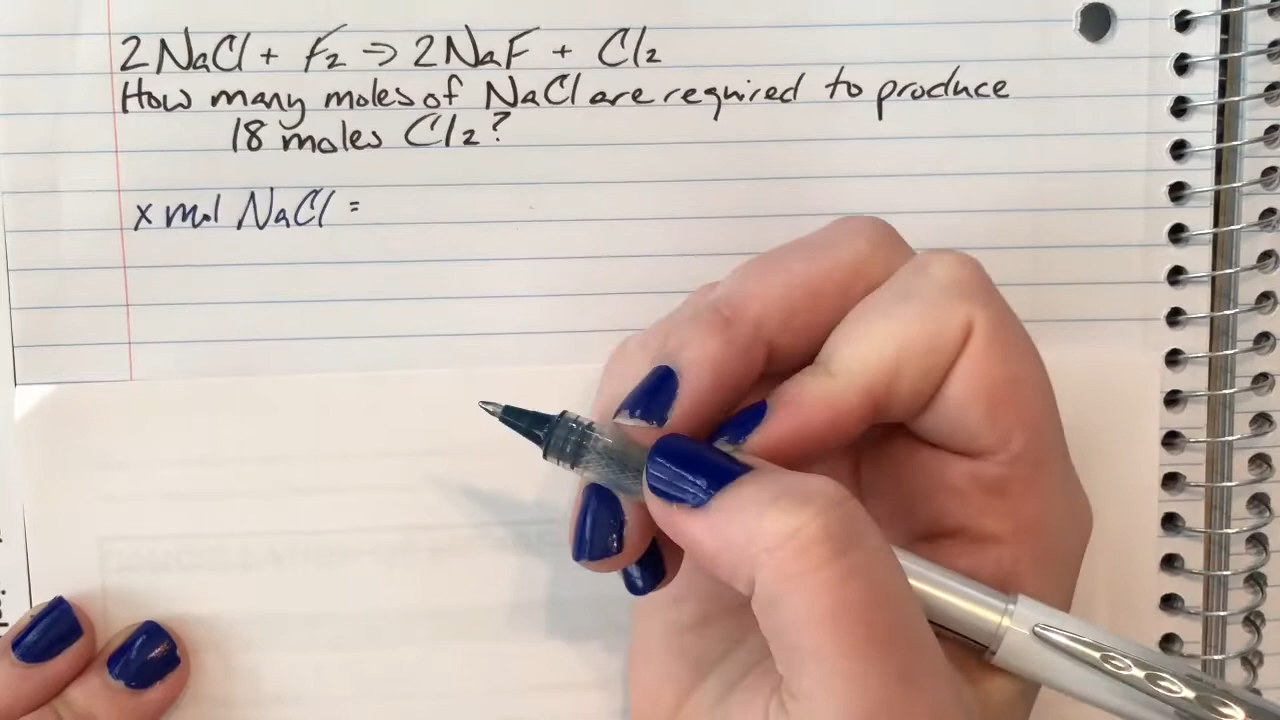 2NaCl + F2 → 2NaF + Cl2
How many moles of NaCl are required to produce
18 moles Cl2?
x mol NaCl =